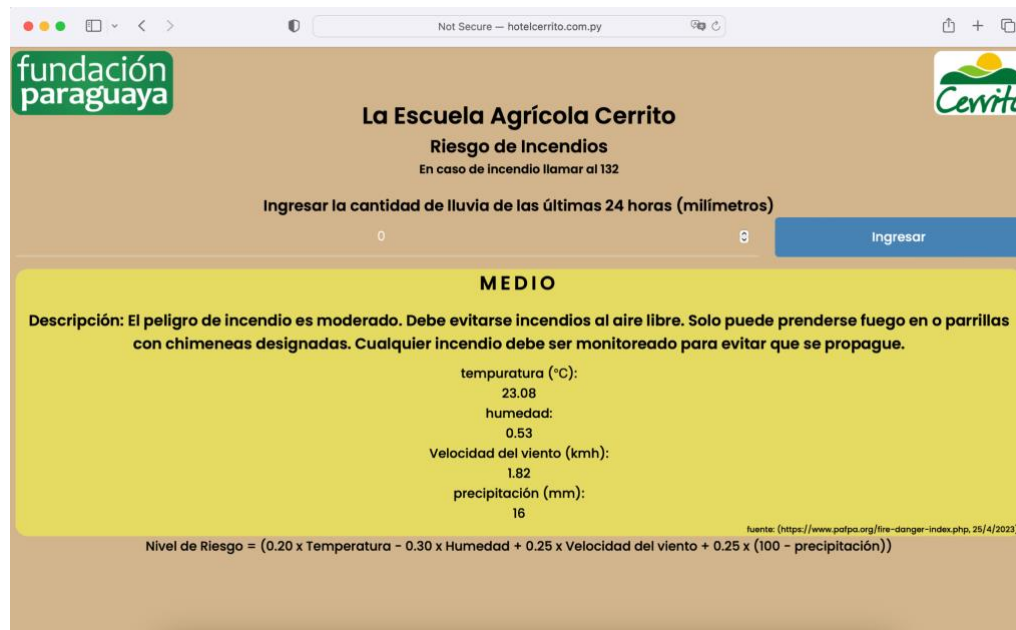 Not Secure — hotelcerrito.com.py
fundación
paraguaya
Cerrito
La Escuela Agrícola Cerrito
Riesgo de Incendios
En caso de incendio llamar al 132
Ingresar la cantidad de lluvia de las últimas 24 horas (milímetros)
0
Ingresar
MEDIO
Descripción: El peligro de incendio es moderado. Debe evitarse incendios al aire libre. Solo puede prenderse fuego en o parrillas
con chimeneas designadas. Cualquier incendio debe ser monitoreado para evitar que se propague.
tempuratura (°C):
23.08
humedad:
0.53
Velocidad del viento (kmh):
1.82
precipitación (mm):
16
fuente: (https://www.pafpa.org/fire-danger-index.php, 25/4/2023)
Nivel de Riesgo = (0.20 x Temperatura - 0.30 x Humedad + 0.25 x Velocidad del viento + 0.25 x (100 - precipitación))